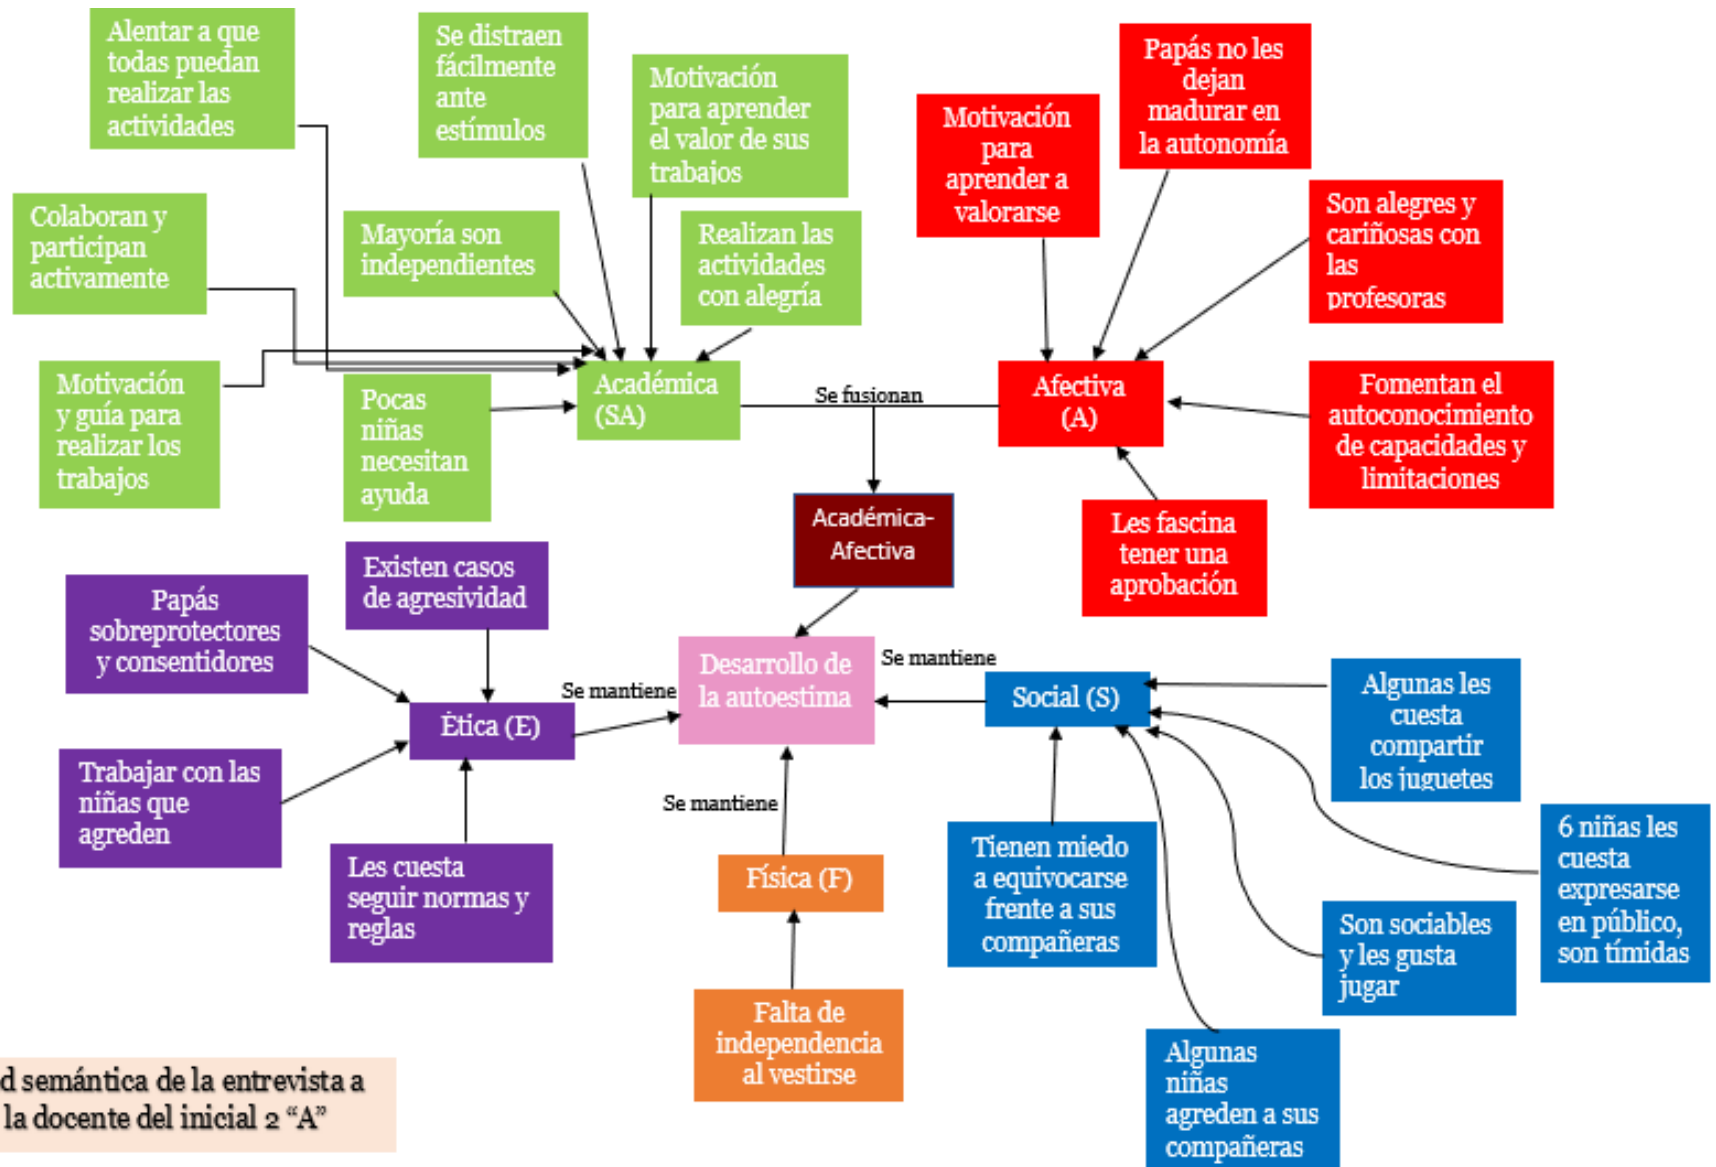 Alentar a que
todas puedan
realizar las
actividades
Se distraen
fácilmente
ante
estímulos
Motivación
para aprender
el valor de sus
trabajos
Colaboran y
participan
activamente
Mayoría son
independientes
Realizan las
actividades
con alegría
Motivación
y guía para
realizar los
trabajos
Pocas
niñas
necesitan
ayuda
Académica
(SA)
Se fusionan
Motivación
para
aprender a
valorarse
Papás no les
dejan
madurar en
la autonomía
Son alegres y
cariñosas con
las
profesoras
Afectiva
(A)
Fomentan el
autoconocimiento
de capacidades y
limitaciones
Les fascina
tener una
aprobación
Académica-
Afectiva
Existen casos
de agresividad
Papás
sobreprotectores
y consentidores
Ética (E)
Se mantiene
Trabajar con las
niñas que
agreden
Les cuesta
seguir normas y
reglas
Desarrollo de
la autoestima
Se mantiene
Social (S)
Algunas les
cuesta
compartir
los juguetes
Se mantiene
Física (F)
Falta de
independencia
al vestirse
Tienen miedo
a equivocarse
frente a sus
compañeras
6 niñas les
cuesta
expresarse
en público,
son tímidas
Son sociables
y les gusta
jugar
Algunas
niñas
agreden a sus
compañeras
d semántica de la entrevista a
la docente del inicial 2 “A”